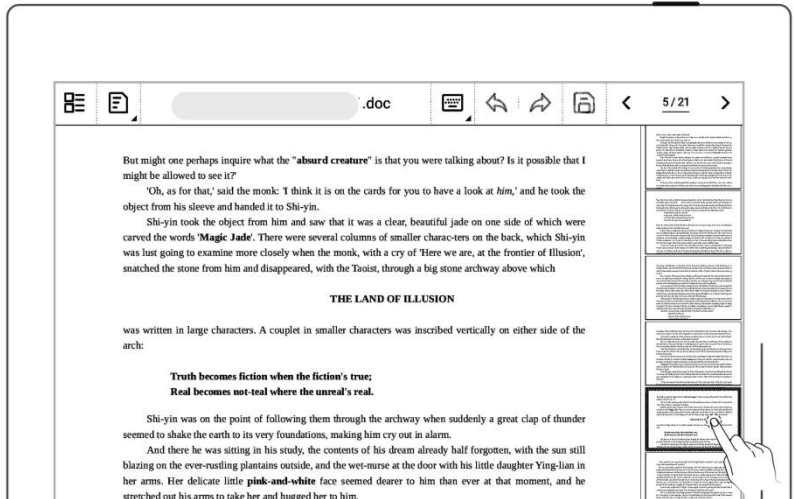 .doc
5/21
But might one perhaps inquire what the "absurd creature" is that you were talking about? Is it possible that I
might be allowed to see it?'
'Oh, as for that,' said the monk: 'I think it is on the cards for you to have a look at him,' and he took the
object from his sleeve and handed it to Shi-yin.
Shi-yin took the object from him and saw that it was a clear, beautiful jade on one side of which were
carved the words 'Magic Jade'. There were several columns of smaller charac-ters on the back, which Shi-yin
was lust going to examine more closely when the monk, with a cry of 'Here we are, at the frontier of Illusion',
snatched the stone from him and disappeared, with the Taoist, through a big stone archway above which
THE LAND OF ILLUSION
was written in large characters. A couplet in smaller characters was inscribed vertically on either side of the
arch:
Truth becomes fiction when the fiction's true;
Real becomes not-teal where the unreal's real.
Shi-yin was on the point of following them through the archway when suddenly a great clap of thunder
seemed to shake the earth to its very foundations, making him cry out in alarm.
And there he was sitting in his study, the contents of his dream already half forgotten, with the sun still
blazing on the ever-rustling plantains outside, and the wet-nurse at the door with his little daughter Ying-lian in
her arms. Her delicate little pink-and-white face seemed dearer to him than ever at that moment, and he
stretched out his arms to take her and hugged her to him.